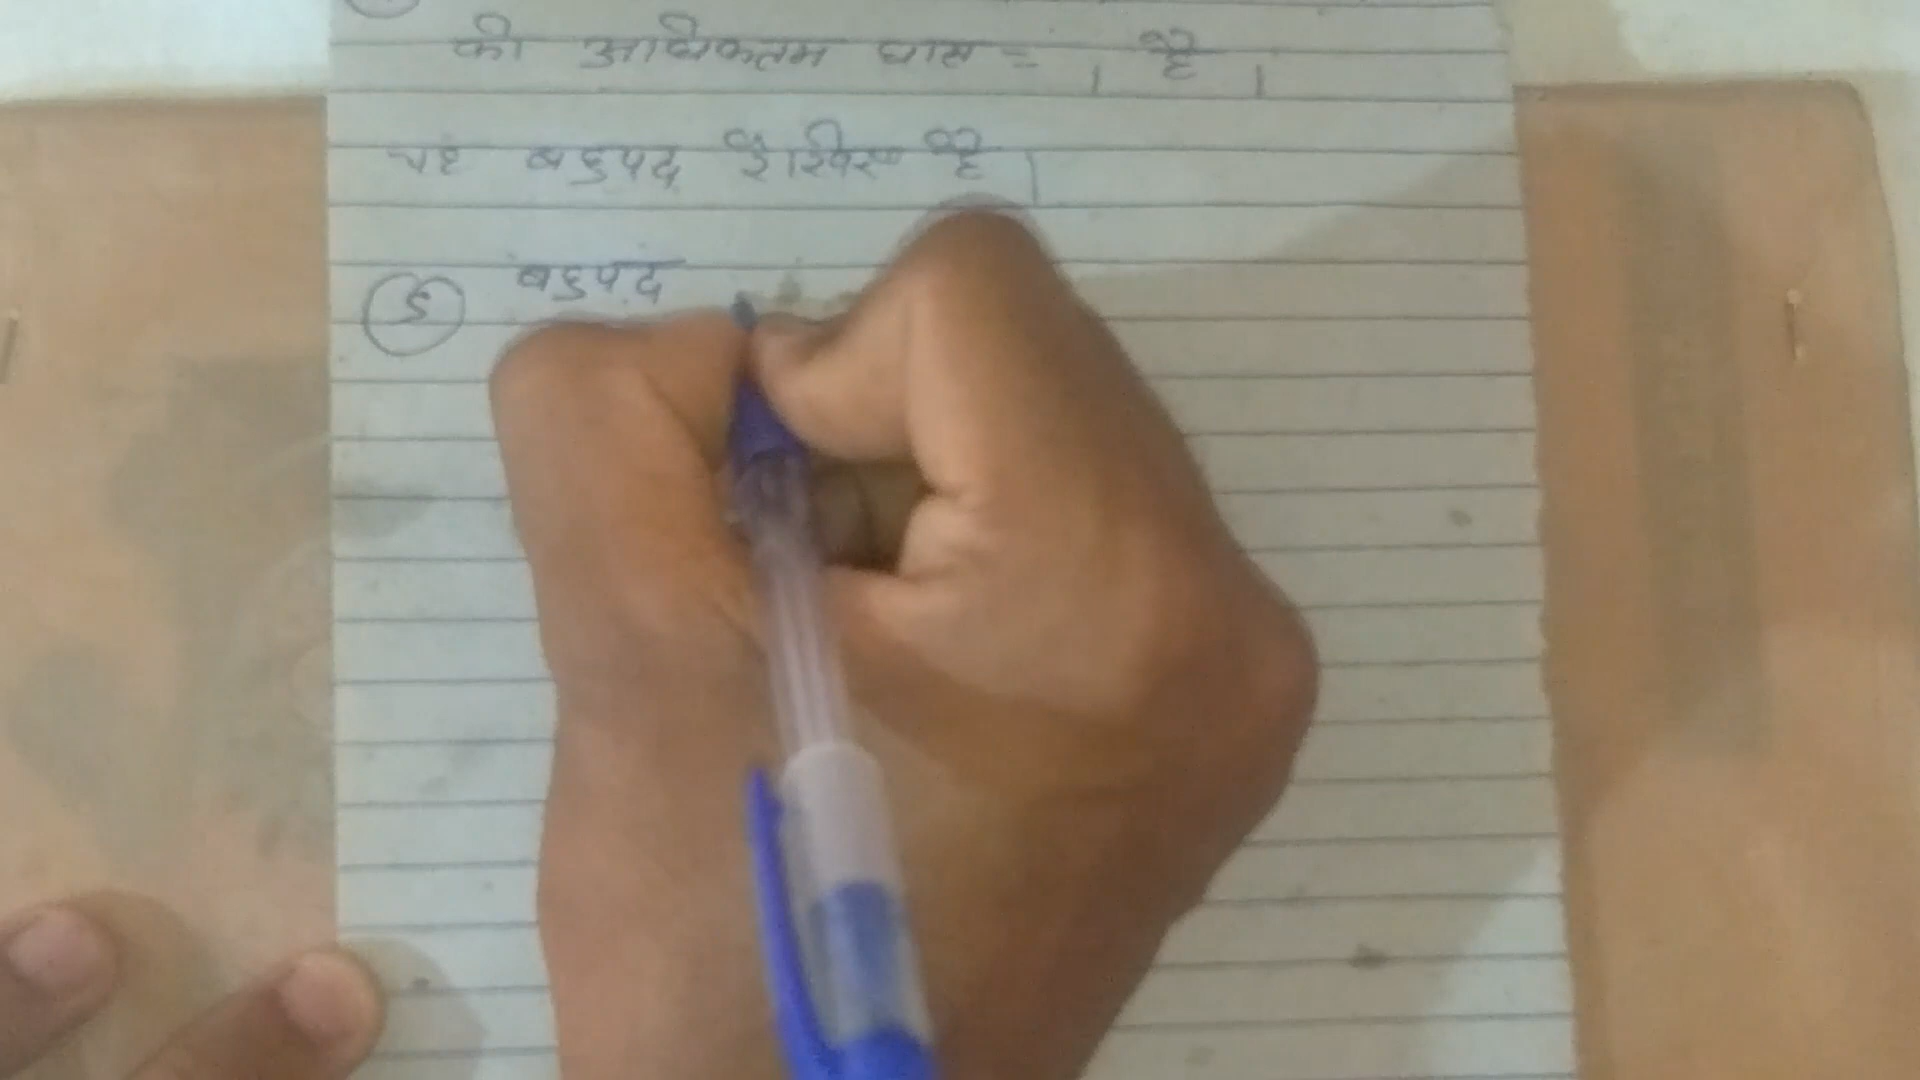 की अधिकतम घात = 1 है ।
यह बहुपद रैखिक है ।
5 बहुपद